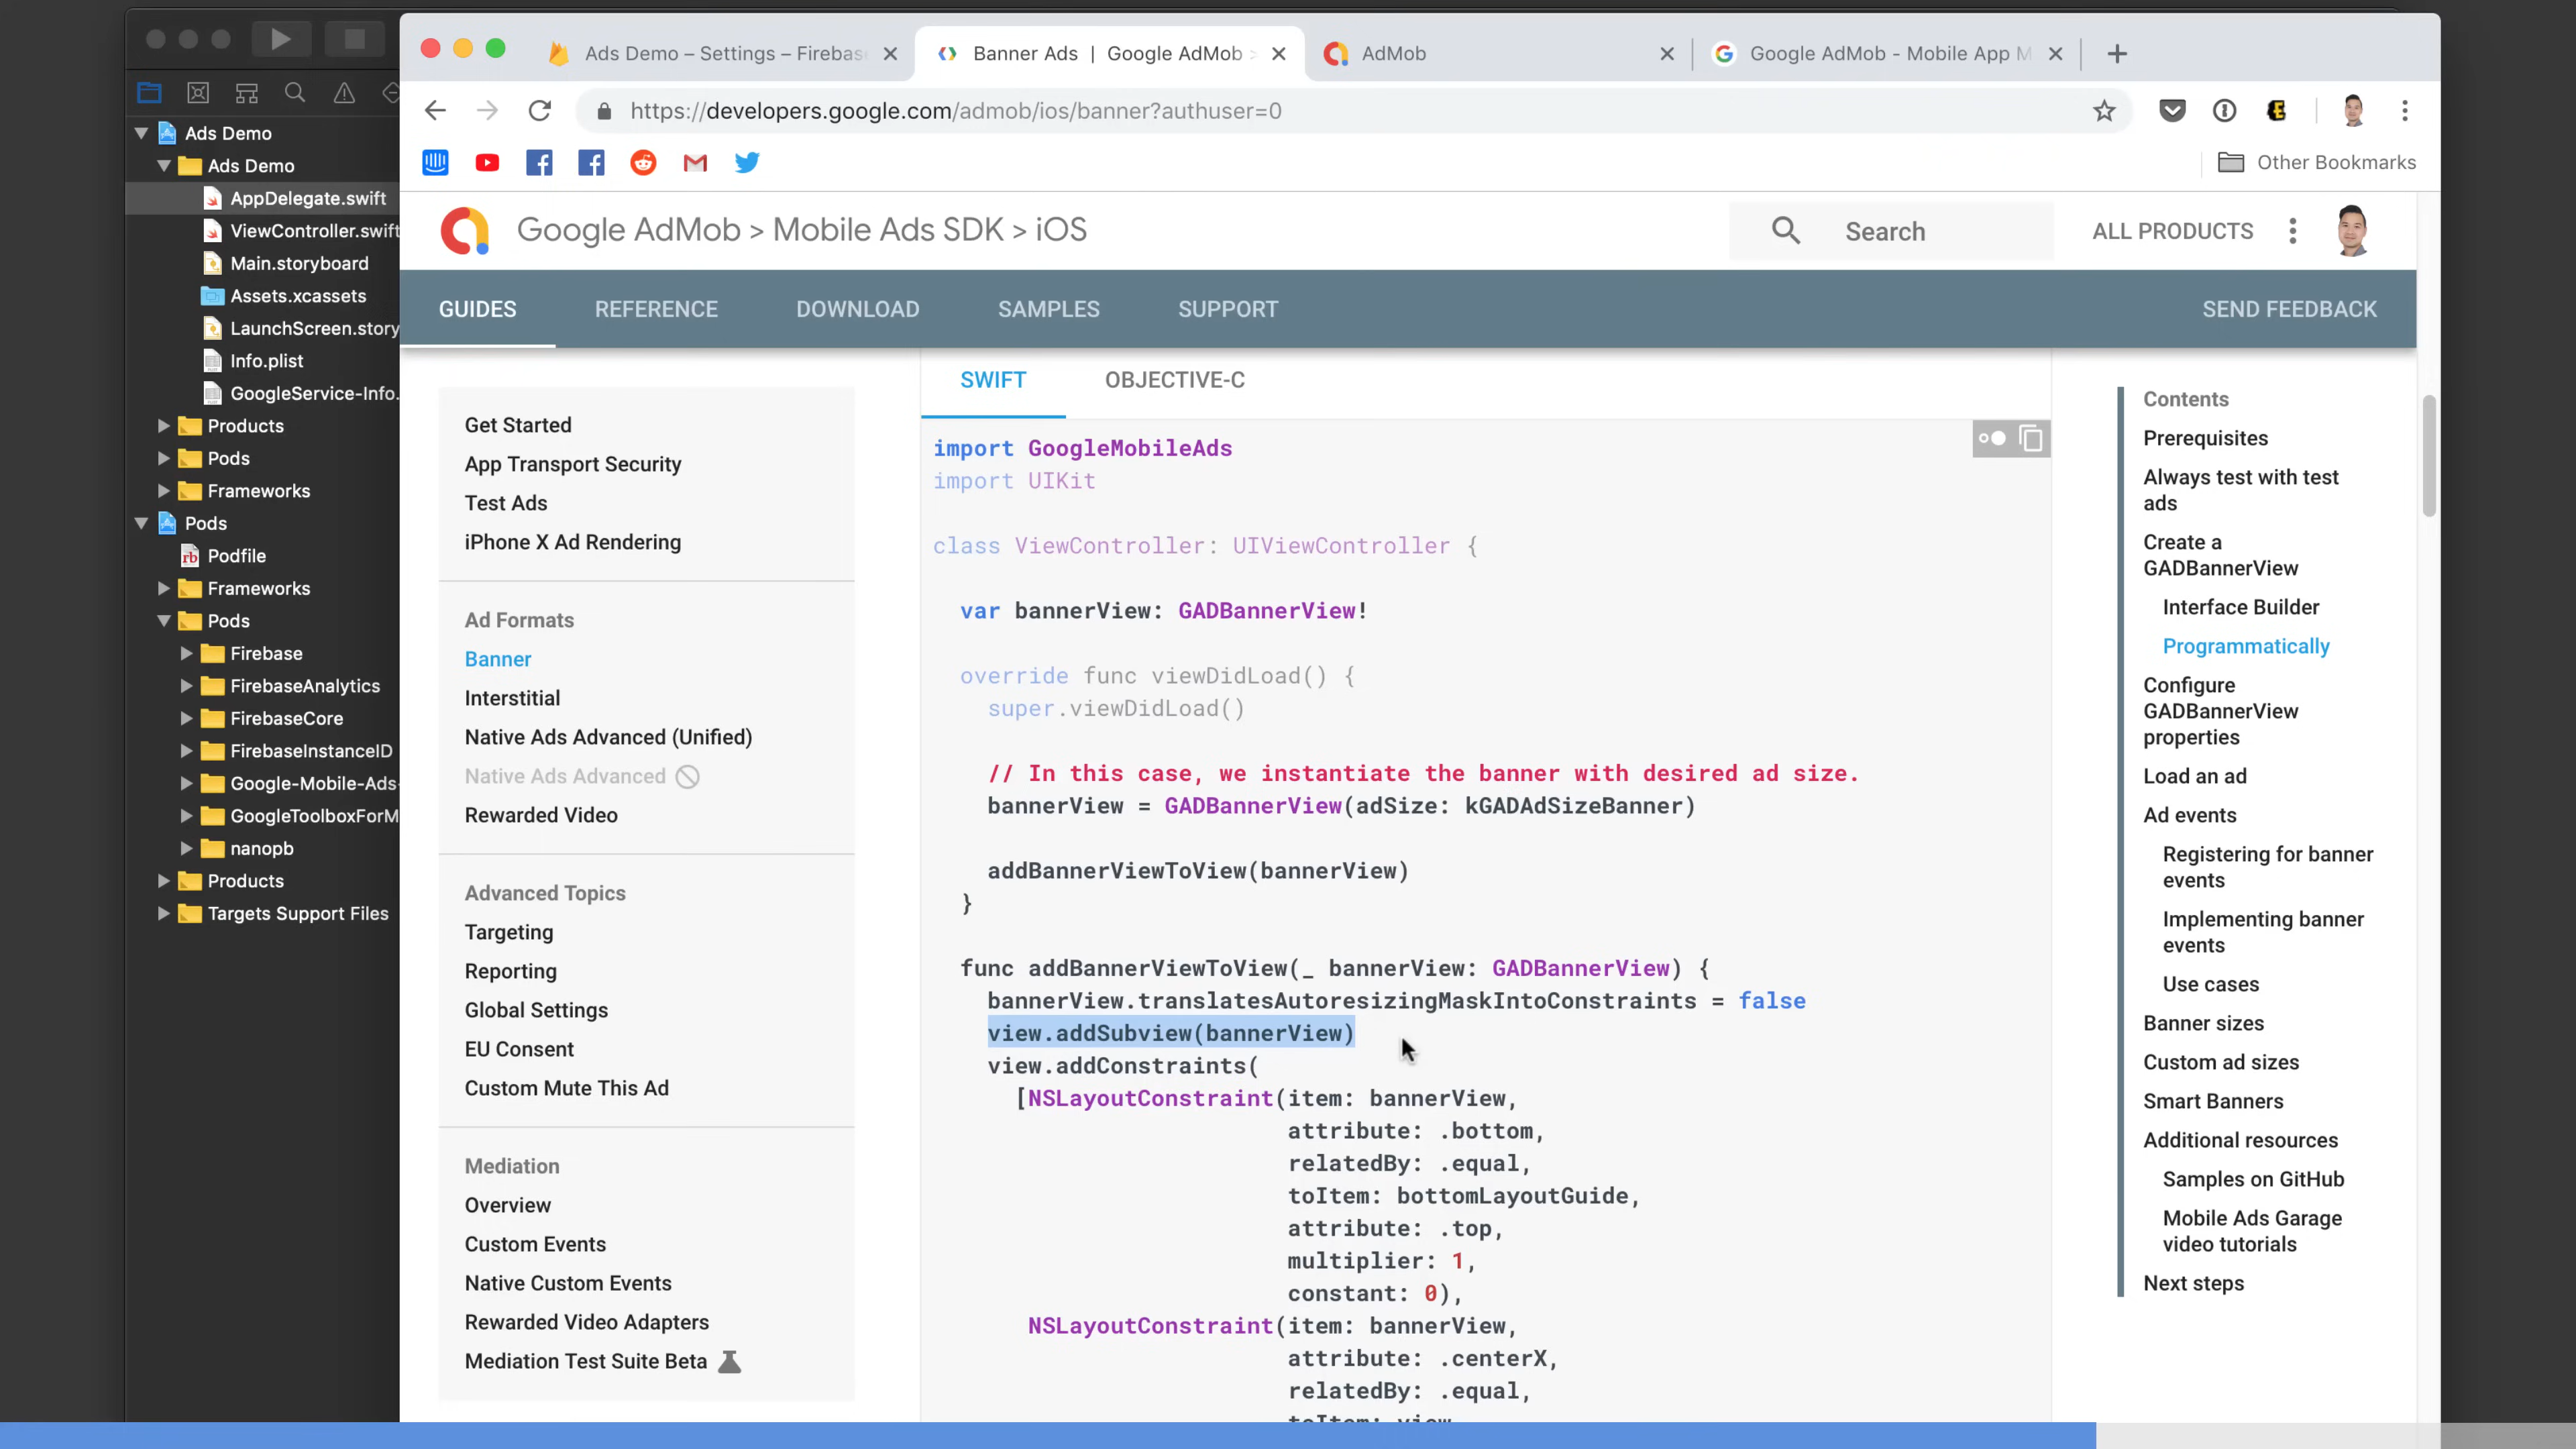 Ads Demo – Settings – Firebas
Banner Ads | Google AdMob >
AdMob
Google AdMob - Mobile App M
https://developers.google.com/admob/ios/banner?authuser=0
Other Bookmarks
Ads Demo
Ads Demo
AppDelegate.swift
ViewController.swift
Main.storyboard
Assets.xcassets
LaunchScreen.story
Info.plist
GoogleService-Info.
Products
Pods
Frameworks
Pods
Podfile
Frameworks
Pods
Firebase
FirebaseAnalytics
FirebaseCore
FirebaseInstanceID
Google-Mobile-Ads-
GoogleToolboxForM
nanopb
Products
Targets Support Files
Google AdMob > Mobile Ads SDK > iOS
Search
ALL PRODUCTS
GUIDES
REFERENCE
DOWNLOAD
SAMPLES
SUPPORT
SEND FEEDBACK
Get Started
App Transport Security
Test Ads
iPhone X Ad Rendering
Ad Formats
Banner
Interstitial
Native Ads Advanced (Unified)
Native Ads Advanced
Rewarded Video
Advanced Topics
Targeting
Reporting
Global Settings
EU Consent
Custom Mute This Ad
Mediation
Overview
Custom Events
Native Custom Events
Rewarded Video Adapters
Mediation Test Suite Beta
SWIFT
OBJECTIVE-C
import GoogleMobileAds
import UIKit
class ViewController: UIViewController {
var bannerView: GADBannerView!
override func viewDidLoad() {
super.viewDidLoad()
// In this case, we instantiate the banner with desired ad size.
bannerView = GADBannerView(adSize: kGADAdSizeBanner)
addBannerViewToView(bannerView)
}
func addBannerViewToView(_ bannerView: GADBannerView) {
bannerView.translatesAutoresizingMaskIntoConstraints = false
view.addSubview(bannerView)
view.addConstraints(
[NSLayoutConstraint(item: bannerView,
attribute: .bottom,
relatedBy: .equal,
toItem: bottomLayoutGuide,
attribute: .top,
multiplier: 1,
constant: 0),
NSLayoutConstraint(item: bannerView,
attribute: .centerX,
relatedBy: .equal,
toItem: view
Contents
Prerequisites
Always test with test
ads
Create a
GADBannerView
Interface Builder
Programmatically
Configure
GADBannerView
properties
Load an ad
Ad events
Registering for banner
events
Implementing banner
events
Use cases
Banner sizes
Custom ad sizes
Smart Banners
Additional resources
Samples on GitHub
Mobile Ads Garage
video tutorials
Next steps